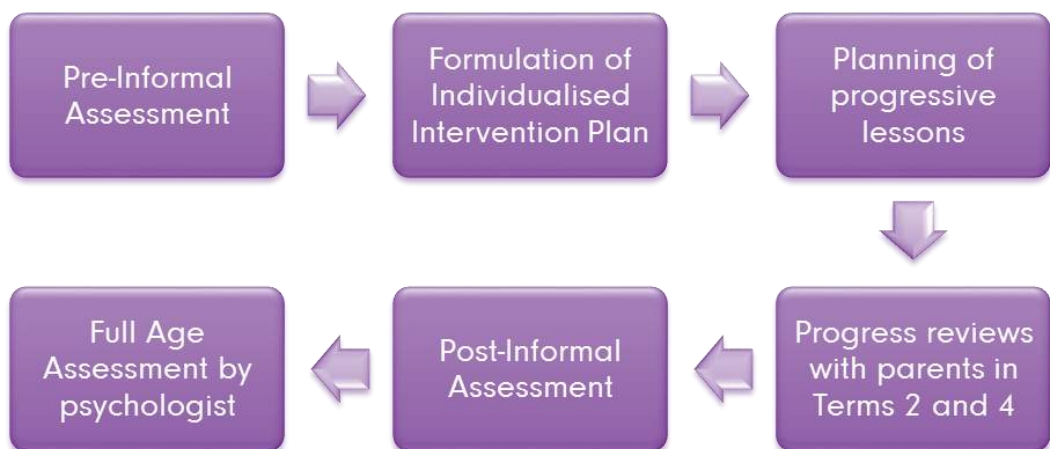 Pre-Informal
Assessment
Formulation of
Individualised
Intervention Plan
Planning of
progressive
lessons
Progress reviews
with parents in
Terms 2 and 4
Post-Informal
Assessment
Full Age
Assessment by
psychologist